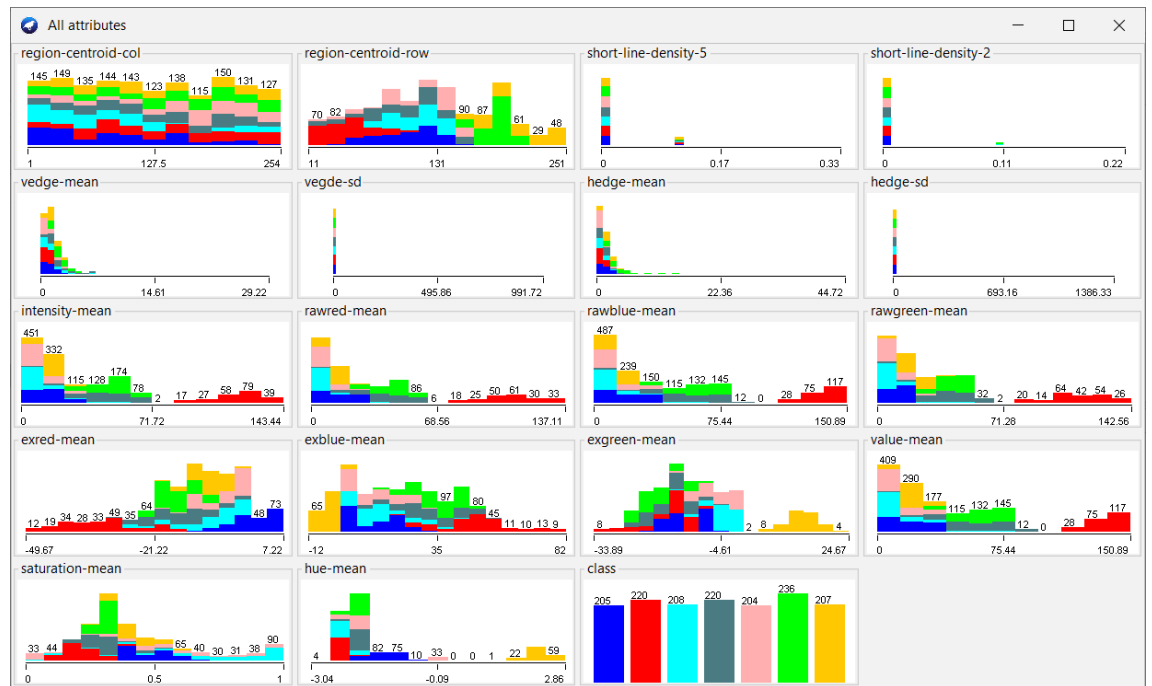 All attributes
region-centroid-col
145 149 135 144 143 123 138 115 150 131 127
1 127.5 254
region-centroid-row
70 82 90 87 61 29 48
11 131 251
short-line-density-5
0 0.17 0.33
short-line-density-2
0 0.11 0.22
vedge-mean
0 14.61 29.22
vegde-sd
0 495.86 991.72
hedge-mean
0 22.36 44.72
hedge-sd
0 693.16 1386.33
intensity-mean
451 332 115 128 174 78 2 17 27 58 79 39
0 71.72 143.44
rawred-mean
86 6 18 25 50 61 30 33
0 68.56 137.11
rawblue-mean
487 239 150 115 132 145 12 0 28 75 117
0 75.44 150.89
rawgreen-mean
32 2 20 14 64 42 54 26
0 71.28 142.56
exred-mean
12 19 34 28 33 49 35 64 48 73
-49.67 -21.22 7.22
exblue-mean
65 97 80 45 11 10 13 9
-12 35 82
exgreen-mean
8 2 8 4
-33.89 -4.61 24.67
value-mean
409 290 177 115 132 145 12 0 28 75 117
0 75.44 150.89
saturation-mean
33 44 65 40 30 31 38 90
0 0.5 1
hue-mean
4 82 75 10 33 0 0 1 22 59
-3.04 -0.09 2.86
class
205 220 208 220 204 236 207